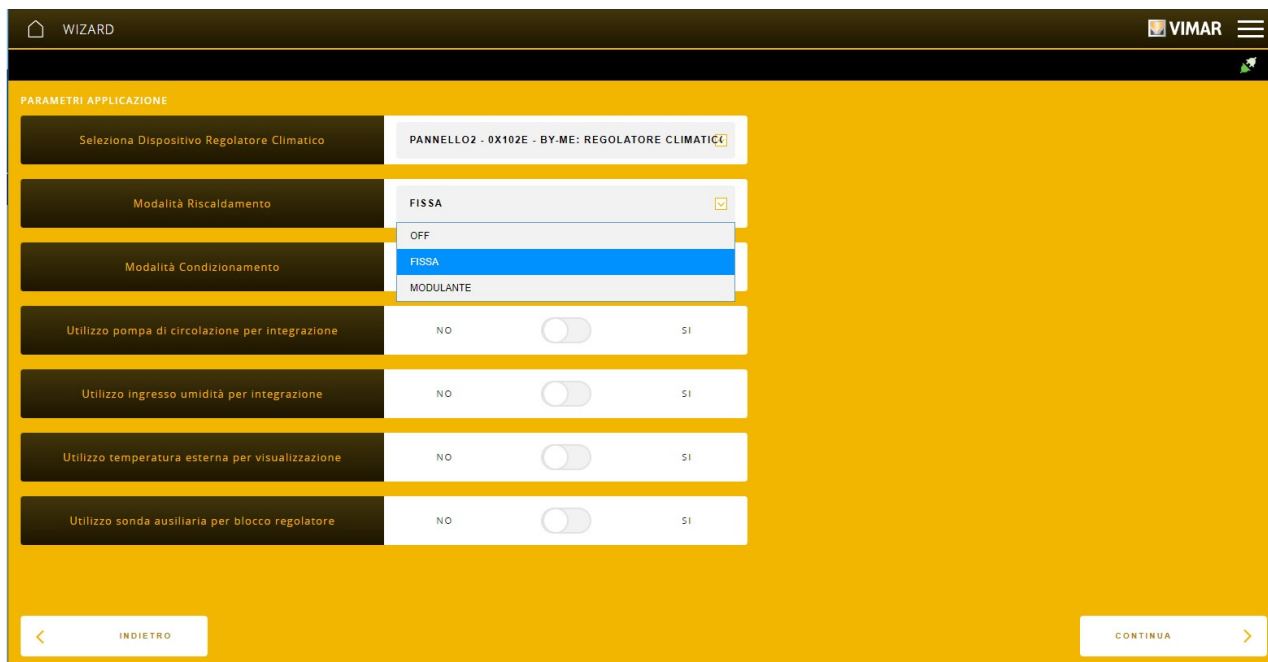 WIZARD
VIMAR
PARAMETRI APPLICAZIONE
Seleziona Dispositivo Regolatore Climatico
PANNELLO2 - 0X102E - BY-ME: REGOLATORE CLIMATIC
Modalità Riscaldamento
FISSA
OFF
FISSA
MODULANTE
Modalità Condizionamento
Utilizzo pompa di circolazione per integrazione
NO SI
Utilizzo ingresso umidità per integrazione
NO SI
Utilizzo temperatura esterna per visualizzazione
NO SI
Utilizzo sonda ausiliaria per blocco regolatore
NO SI
INDIETRO
CONTINUA